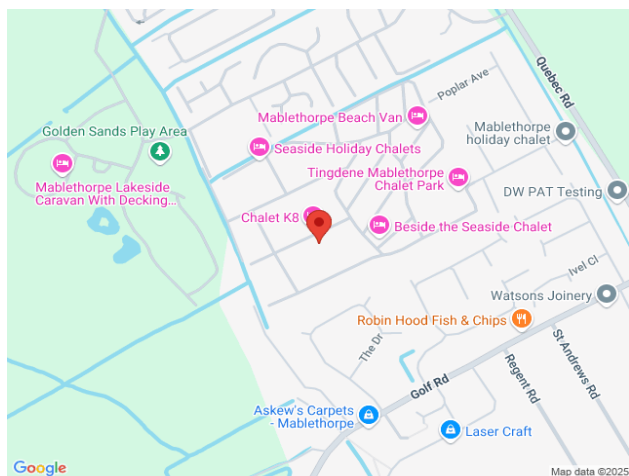 Poplar Ave
Quebec Rd
Mablethorpe Beach Van
Golden Sands Play Area
Mablethorpe
holiday chalet
Seaside Holiday Chalets
Tingdene Mablethorpe
Chalet Park
Mablethorpe Lakeside
Caravan With Decking...
DW PAT Testing
Chalet K8
Beside the Seaside Chalet
Ivel Cl
Watsons Joinery
Robin Hood Fish & Chips
The Dr
St Andrews Rd
Regent Rd
Golf Rd
Askew's Carpets
- Mablethorpe
Laser Craft
Google
Map data ©2025